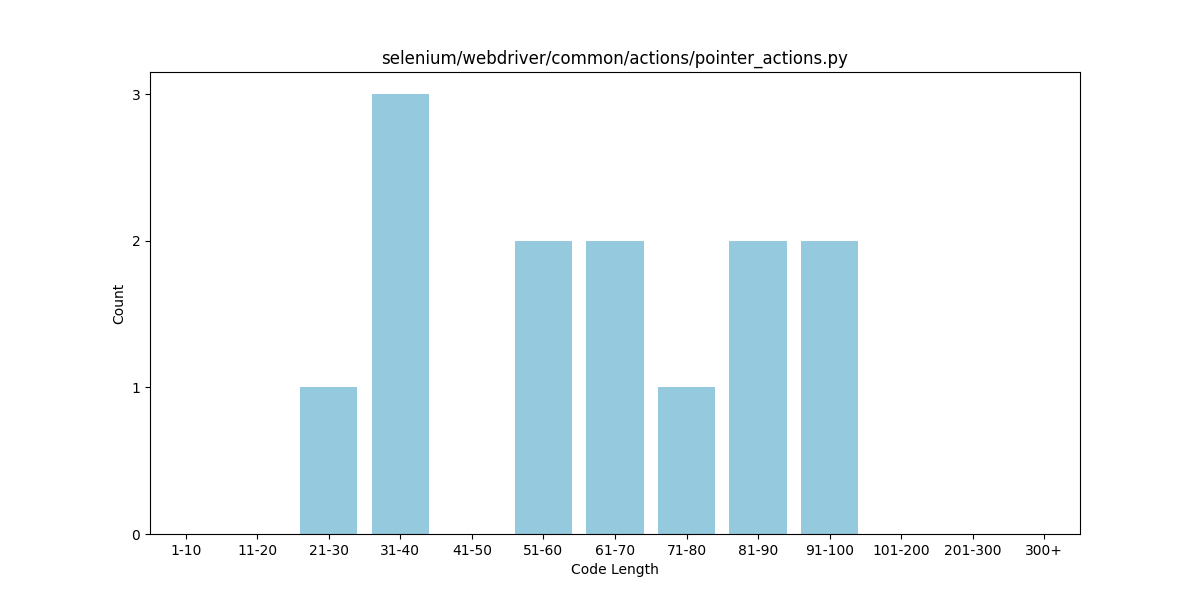 selenium/webdriver/common/actions/pointer_actions.py
3
2
1
0
Count
1-10 11-20 21-30 31-40 41-50 51-60 61-70 71-80 81-90 91-100 101-200 201-300 300+
Code Length